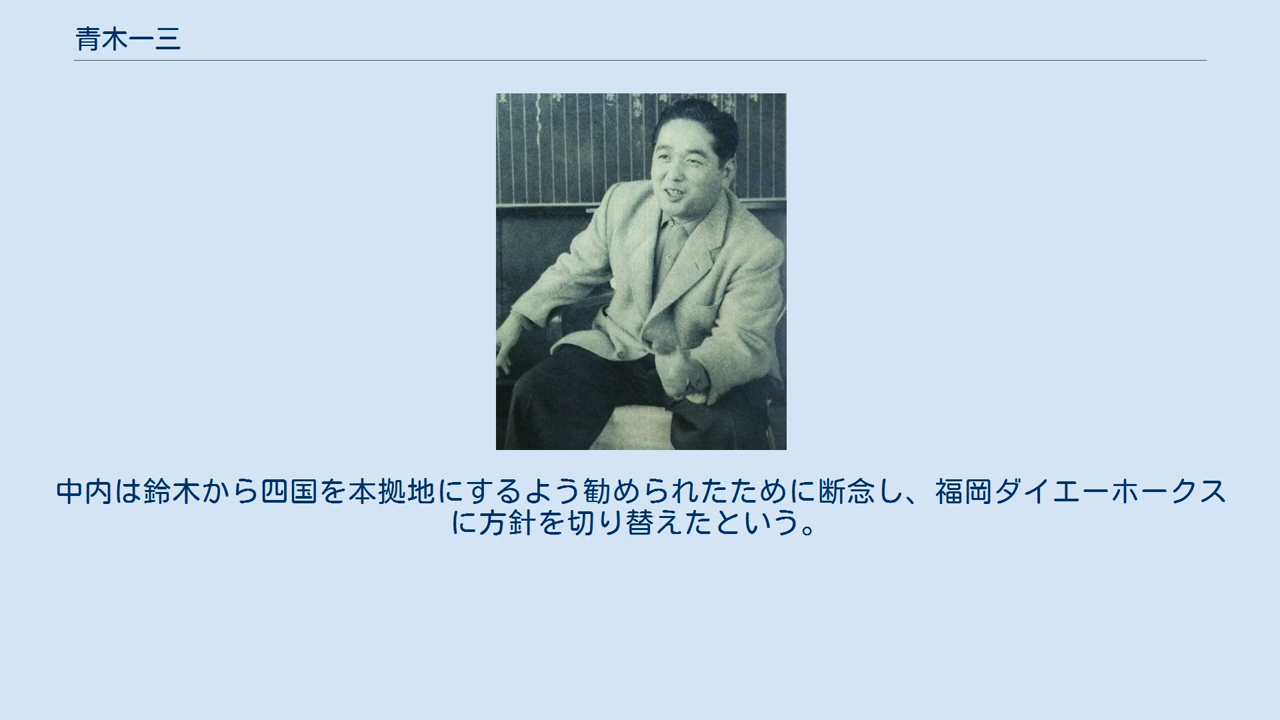 青木一三
中内は鈴木から四国を本拠地にするよう勧められたために断念し、福岡ダイエーホークス
に方針を切り替えたという。